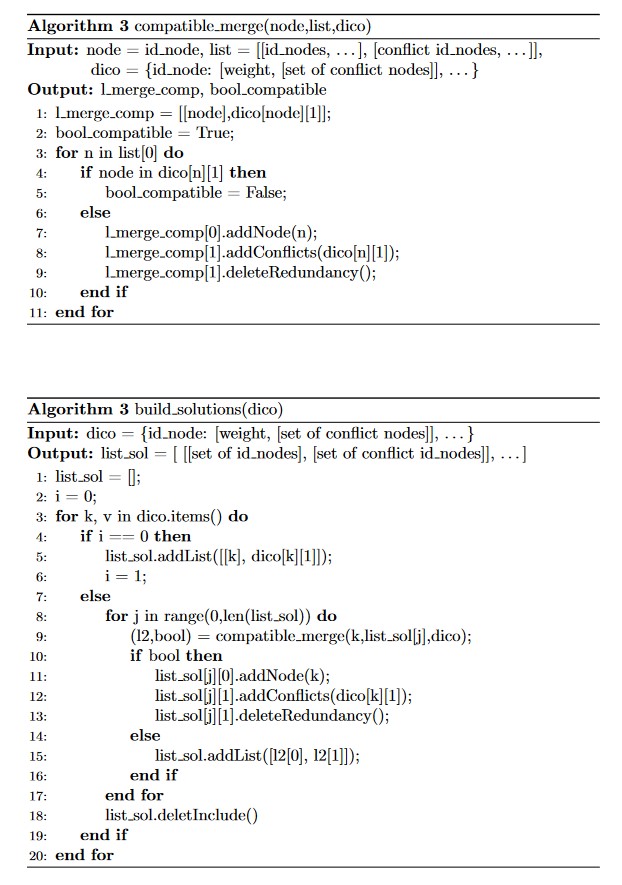 Algorithm 3 compatible_merge(node,list,dico)
Input: node = id_node, list = [[id_nodes, ...], [conflict id_nodes, ...]],
dico = {id_node: [weight, [set of conflict nodes]], ...}
Output: l_merge_comp, bool_compatible
1: l_merge_comp = [[node],dico[node][1]];
2: bool_compatible = True;
3: for n in list[0] do
4: if node in dico[n][1] then
5: bool_compatible = False;
6: else
7: l_merge_comp[0].addNode(n);
8: l_merge_comp[1].addConflicts(dico[n][1]);
9: l_merge_comp[1].deleteRedundancy();
10: end if
11: end for
Algorithm 3 build_solutions(dico)
Input: dico = {id_node: [weight, [set of conflict nodes]], ...}
Output: list_sol = [ [[set of id_nodes], [set of conflict id_nodes]], ...]
1: list_sol = [];
2: i = 0;
3: for k, v in dico.items() do
4: if i == 0 then
5: list_sol.addList([[k], dico[k][1]]);
6: i = 1;
7: else
8: for j in range(0,len(list_sol)) do
9: (l2,bool) = compatible_merge(k,list_sol[j],dico);
10: if bool then
11: list_sol[j][0].addNode(k);
12: list_sol[j][1].addConflicts(dico[k][1]);
13: list_sol[j][1].deleteRedundancy();
14: else
15: list_sol.addList([l2[0], l2[1]]);
16: end if
17: end for
18: list_sol.deletInclude()
19: end if
20: end for